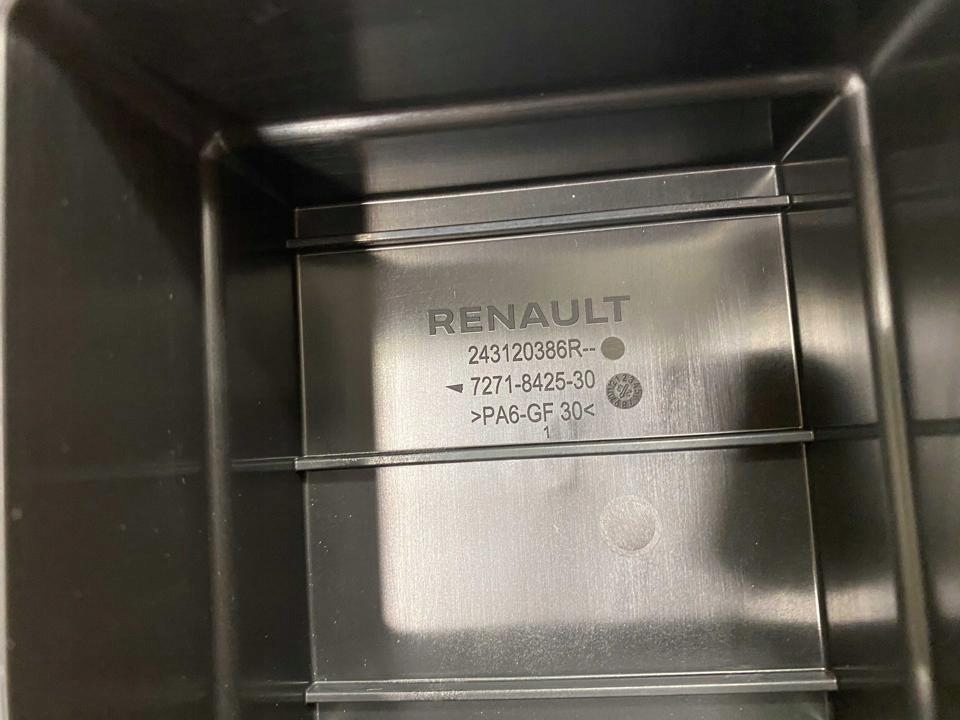 RENAULT
243120386R--
7271-8425-30
>PA6-GF 30<
1